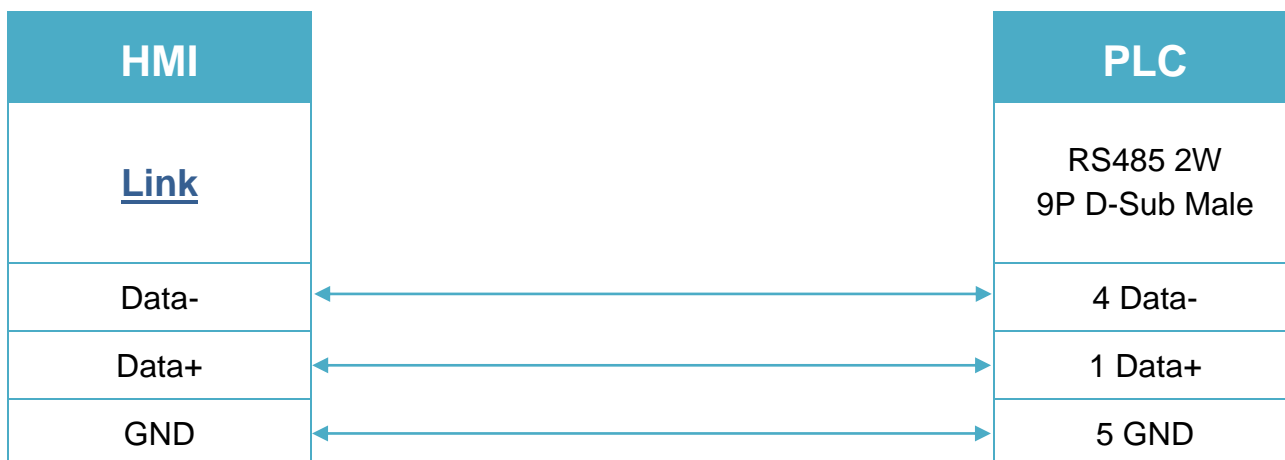 HMI
PLC
Link
RS485 2W
9P D-Sub Male
Data-
4 Data-
Data+
1 Data+
GND
5 GND